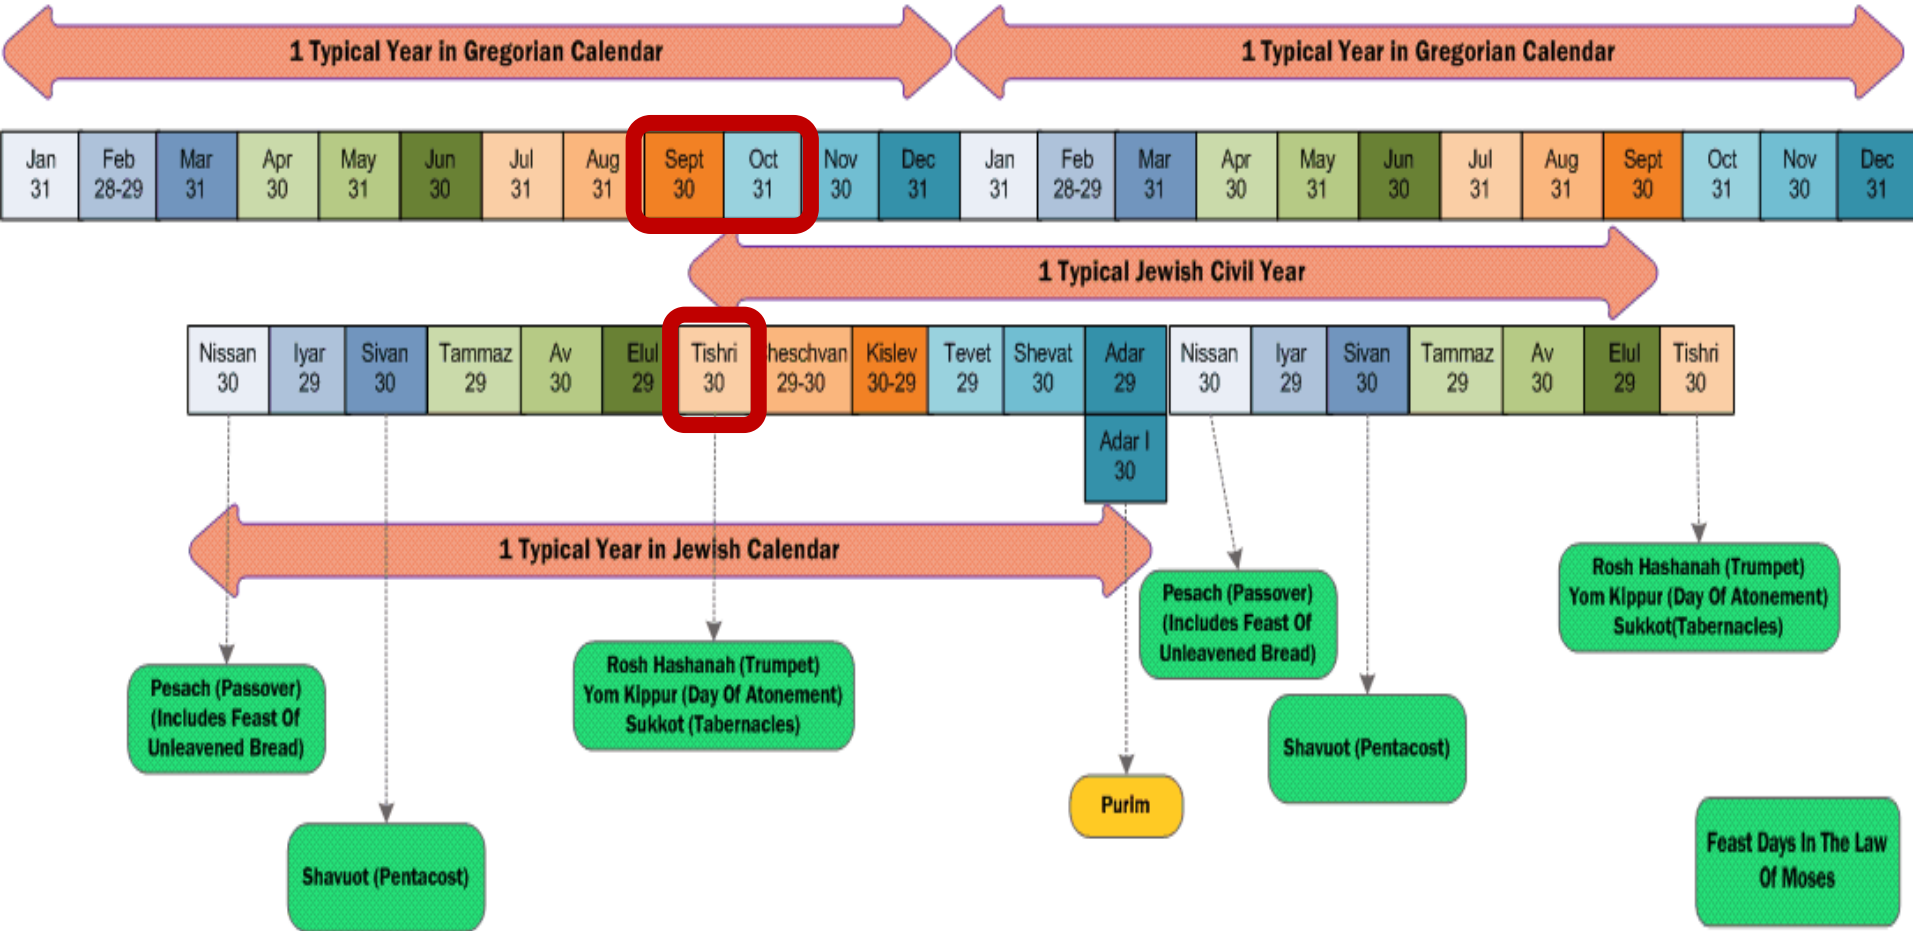 1 Typical Year in Gregorian Calendar
1 Typical Year in Gregorian Calendar
Jan
31
Feb
28-29
Mar
31
Apr
30
May
31
Jun
30
Jul
31
Aug
31
Sept
30
Oct
31
Nov
30
Dec
31
Jan
31
Feb
28-29
Mar
31
Apr
30
May
31
Jun
30
Jul
31
Aug
31
Sept
30
Oct
31
Nov
30
Dec
31
1 Typical Jewish Civil Year
Nissan
30
Iyar
29
Sivan
30
Tammaz
29
Av
30
Elul
29
Tishri
30
heschvan
29-30
Kislev
30-29
Tevet
29
Shevat
30
Adar
29
Nissan
30
Iyar
29
Sivan
30
Tammaz
29
Av
30
Elul
29
Tishri
30
Adar I
30
1 Typical Year in Jewish Calendar
Pesach (Passover)
(Includes Feast Of
Unleavened Bread)
Shavuot (Pentacost)
Rosh Hashanah (Trumpet)
Yom Kippur (Day Of Atonement)
Sukkot (Tabernacles)
Purim
Pesach (Passover)
(Includes Feast Of
Unleavened Bread)
Shavuot (Pentacost)
Rosh Hashanah (Trumpet)
Yom Kippur (Day Of Atonement)
Sukkot(Tabernacles)
Feast Days In The Law
Of Moses